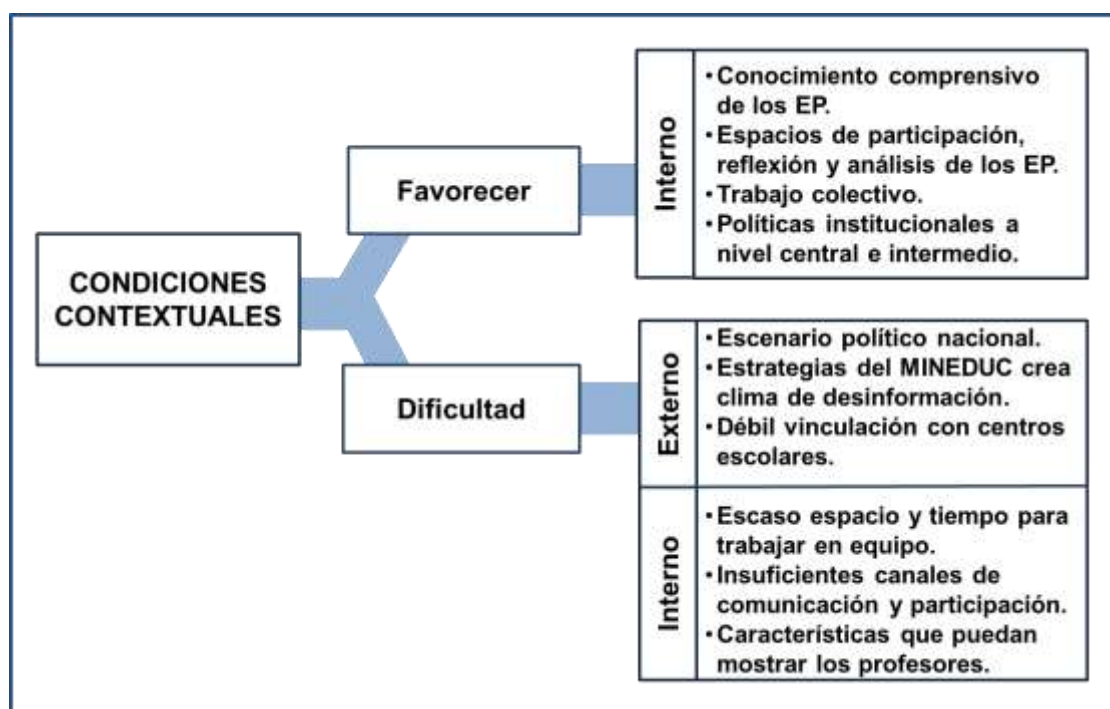 CONDICIONES
CONTEXTUALES
Favorecer
Interno
•Conocimiento comprensivo
de los EP.
•Espacios de participación,
reflexión y análisis de los EP.
•Trabajo colectivo.
•Políticas institucionales a
nivel central e intermedio.
Dificultad
Externo
•Escenario político nacional.
•Estrategias del MINEDUC crea
clima de desinformación.
•Débil vinculación con centros
escolares.
Interno
•Escaso espacio y tiempo para
trabajar en equipo.
•Insuficientes canales de
comunicación y participación.
•Características que puedan
mostrar los profesores.